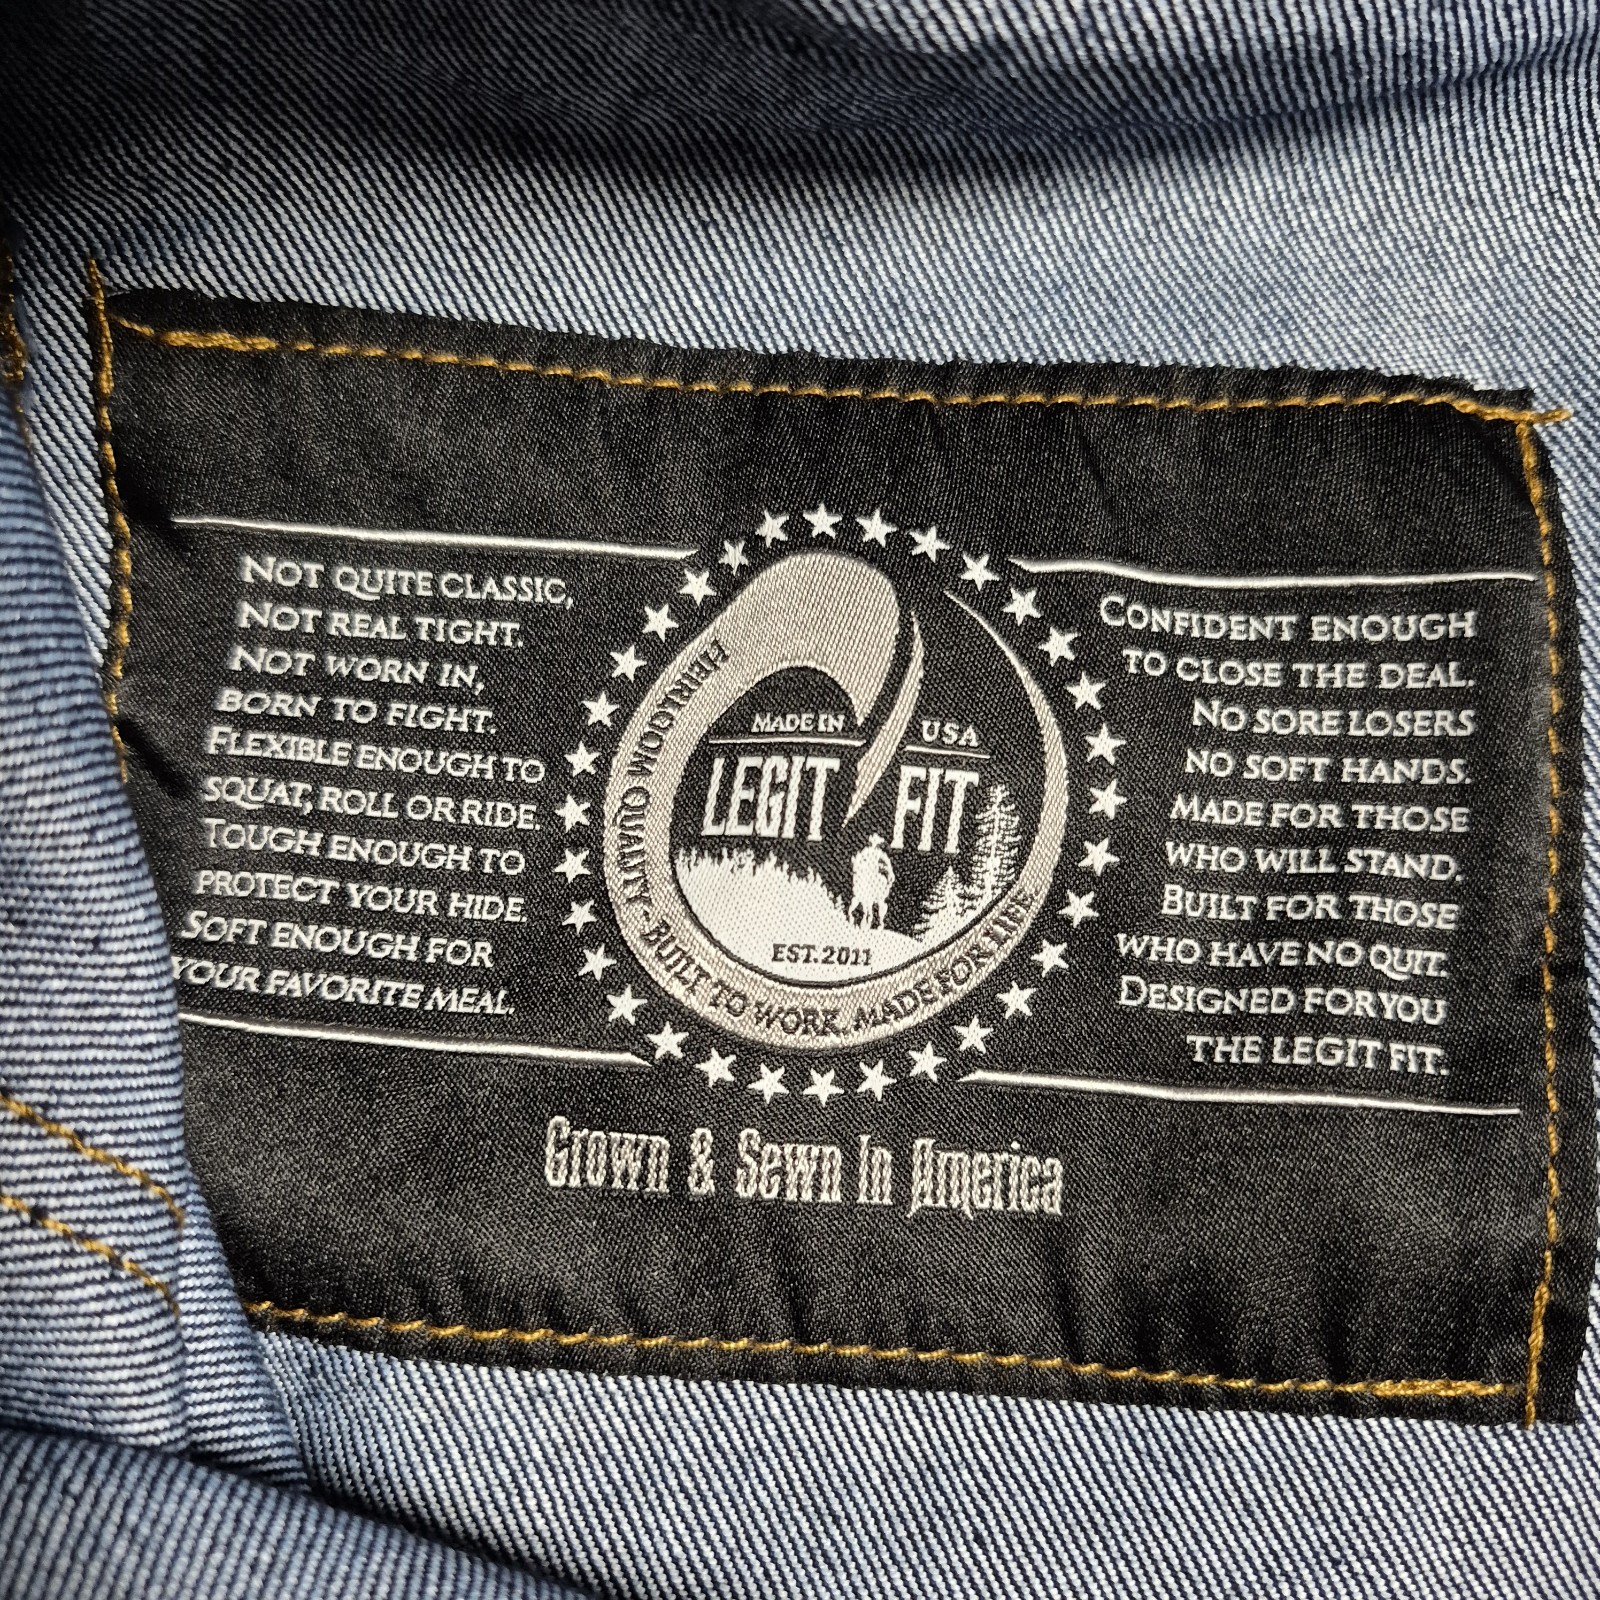 Not quite classic,
Not real tight.
Not worn in,
born to fight.
Flexible enough to
squat, roll or ride.
Tough enough to
protect your hide.
Soft enough for
your favorite meal.
HEIRLOOM QUALITY - BUILT TO WORK, MADE FOR LIFE
MADE IN USA
LEGIT FIT
EST. 2011
Confident enough
to close the deal.
No sore losers
no soft hands.
Made for those
who will stand.
Built for those
who have no quit.
Designed for you
the legit fit.
Grown & Sewn In America